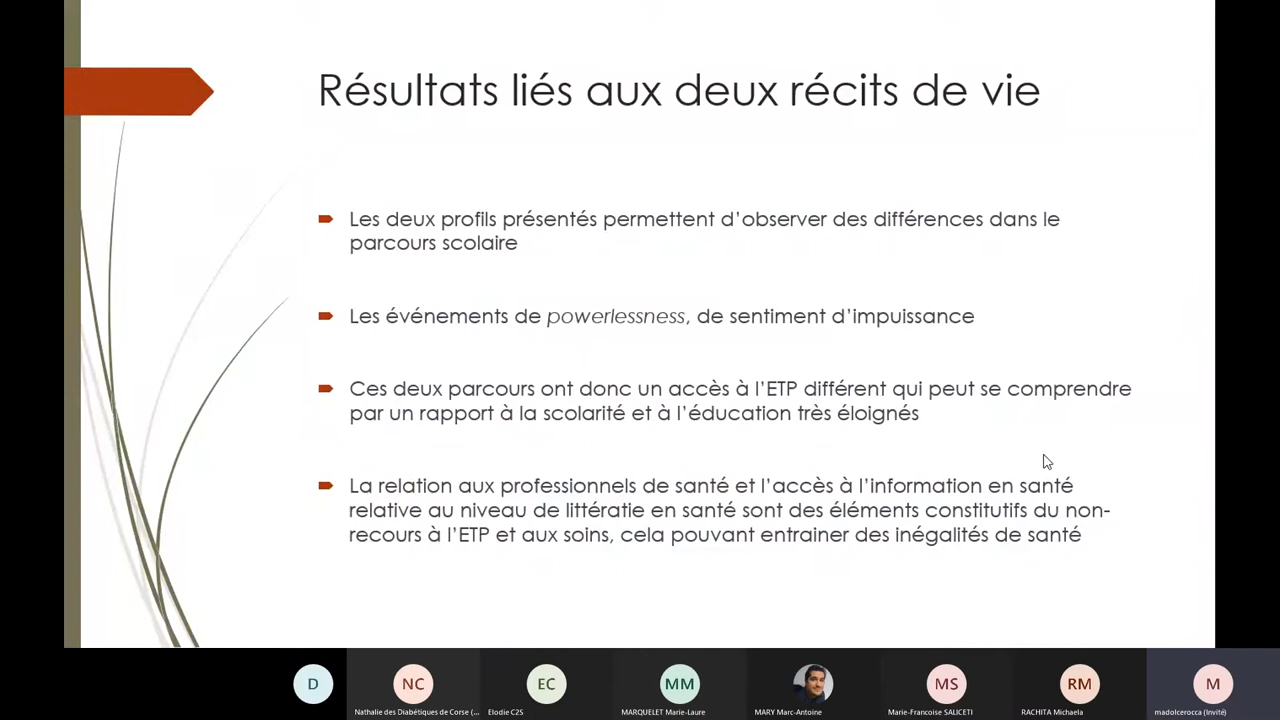 Résultats liés aux deux récits de vie
Les deux profils présentés permettent d’observer des différences dans le
parcours scolaire
Les événements de powerlessness, de sentiment d’impuissance
Ces deux parcours ont donc un accès à l’ETP différent qui peut se comprendre
par un rapport à la scolarité et à l’éducation très éloignés
La relation aux professionnels de santé et l’accès à l’information en santé
relative au niveau de littératie en santé sont des éléments constitutifs du non-
recours à l’ETP et aux soins, cela pouvant entrainer des inégalités de santé
D NC EC MM MS RM M
Nathalie des Diabétiques de Corse (... Elodie C2S MARQUELET Marie-Laure MARY Marc-Antoine Marie-Francoise SALICETI RACHITA Michaela madolcerocca (Invité)